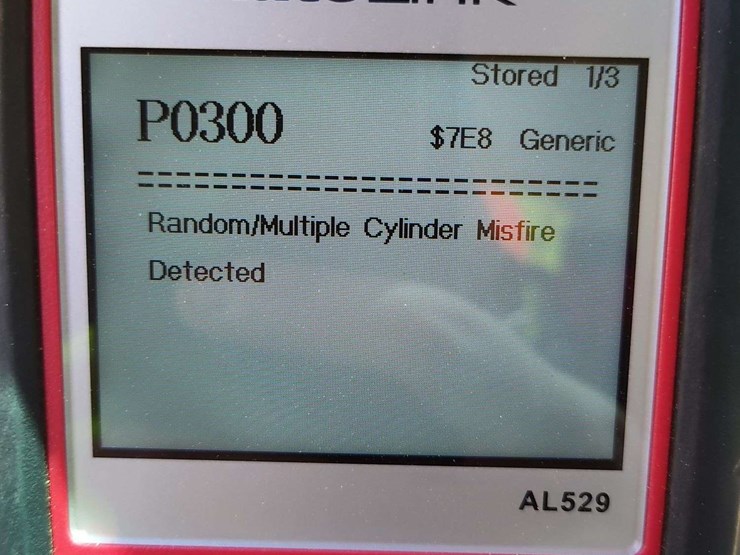 Stored 1/3
P0300
$7E8 Generic
Random/Multiple Cylinder Misfire
Detected
AL529